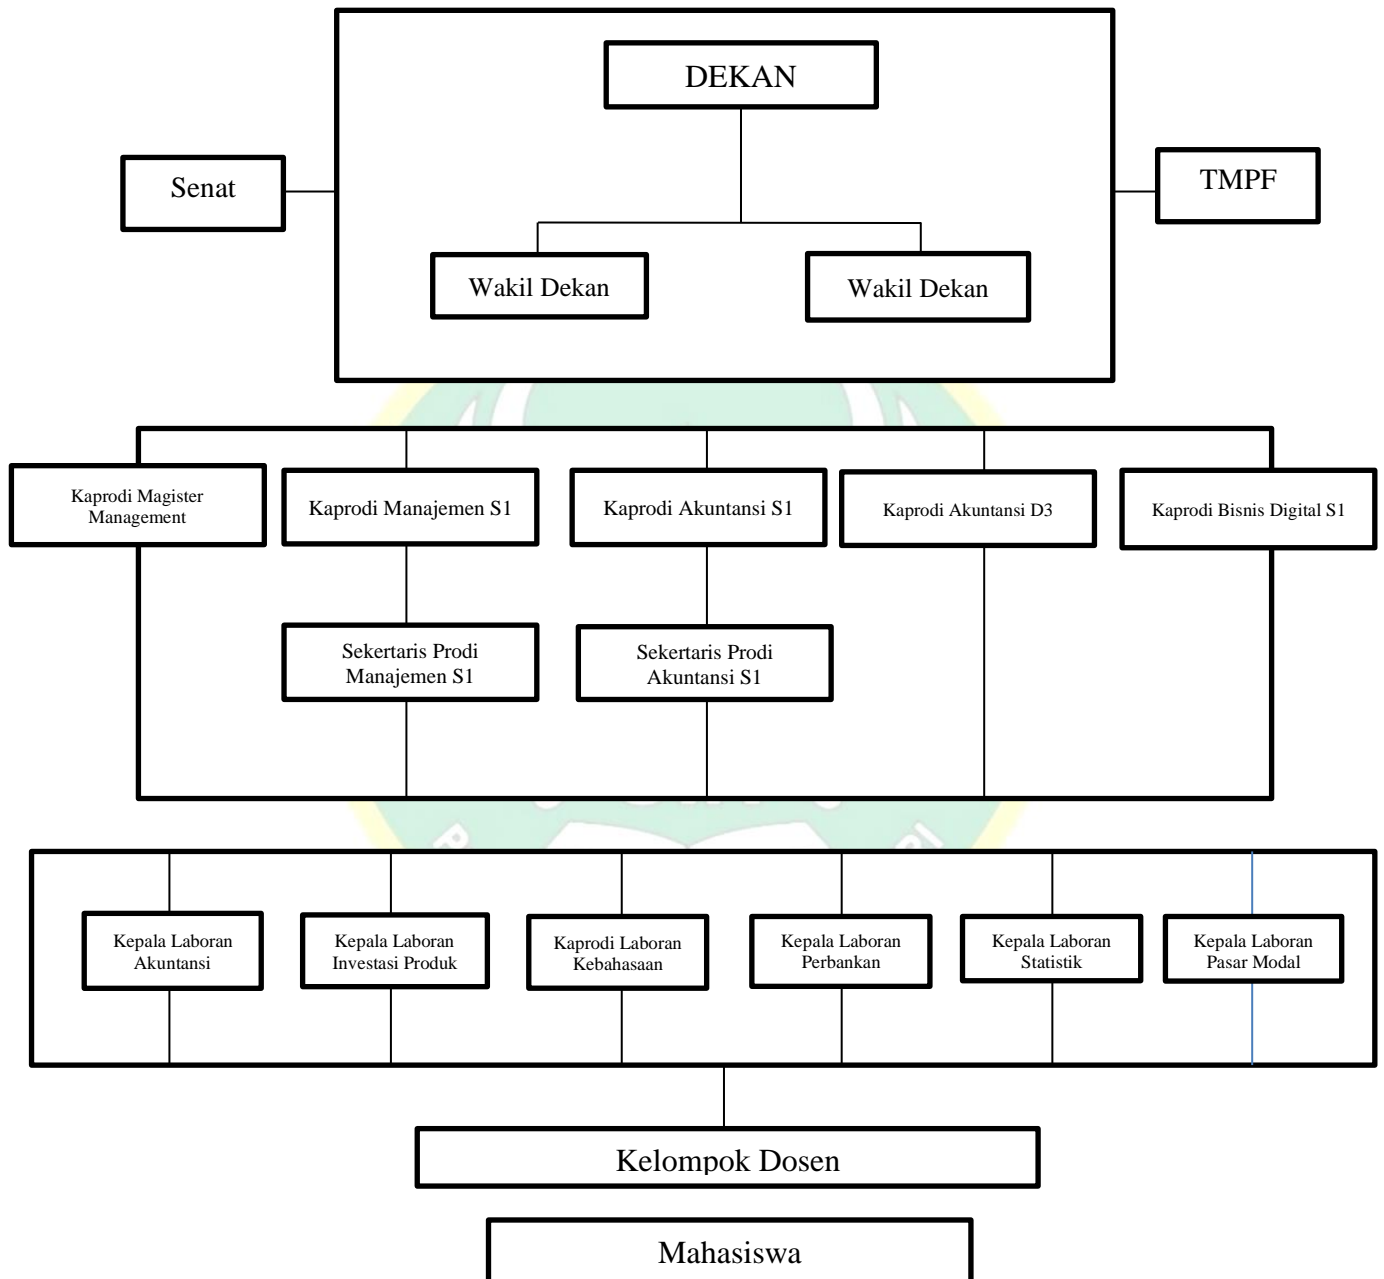 DEKAN
Senat
TMPF
Wakil Dekan
Wakil Dekan
Kaprodi Magister
Management
Kaprodi Manajemen S1
Kaprodi Akuntansi S1
Kaprodi Akuntansi D3
Kaprodi Bisnis Digital S1
Sekertaris Prodi
Manajemen S1
Sekertaris Prodi
Akuntansi S1
Kepala Laboran
Akuntansi
Kepala Laboran
Investasi Produk
Kaprodi Laboran
Kebahasaan
Kepala Laboran
Perbankan
Kepala Laboran
Statistik
Kepala Laboran
Pasar Modal
Kelompok Dosen
Mahasiswa